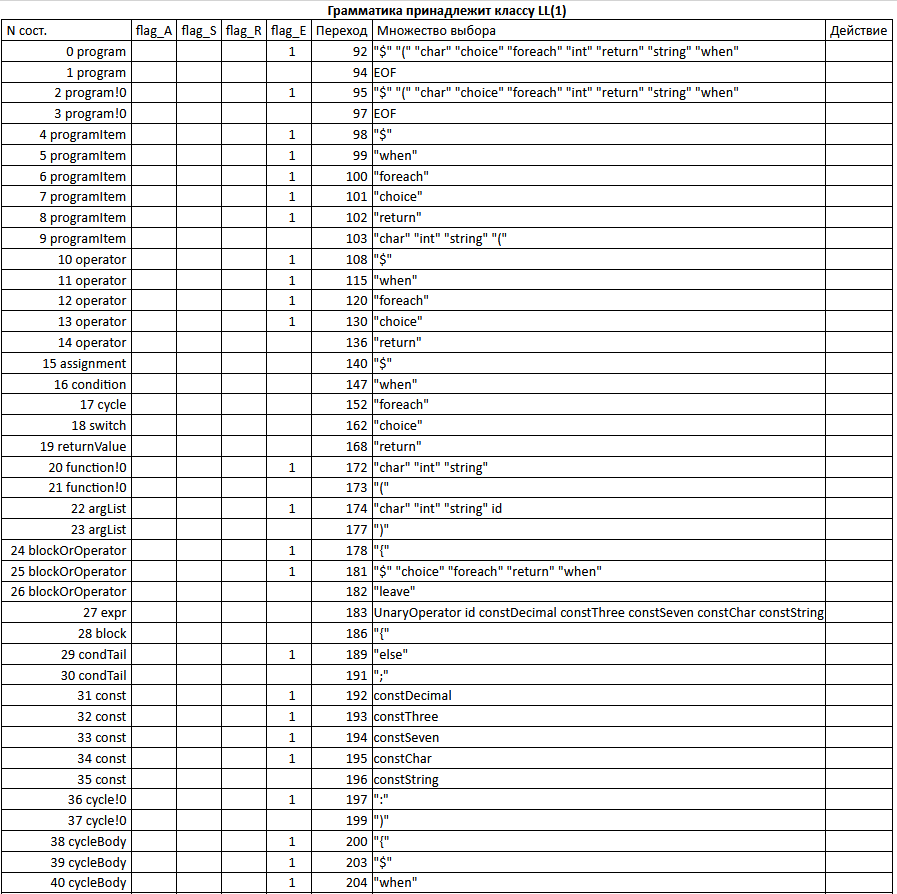 Грамматика принадлежит классу LL(1)
N сост. flag_A flag_S flag_R flag_E Переход Множество выбора Действие
0 program 1 92 "$" "(" "char" "choice" "foreach" "int" "return" "string" "when"
1 program 94 EOF
2 program!0 1 95 "$" "(" "char" "choice" "foreach" "int" "return" "string" "when"
3 program!0 97 EOF
4 programItem 1 98 "$"
5 programItem 1 99 "when"
6 programItem 1 100 "foreach"
7 programItem 1 101 "choice"
8 programItem 1 102 "return"
9 programItem 103 "char" "int" "string" "("
10 operator 1 108 "$"
11 operator 1 115 "when"
12 operator 1 120 "foreach"
13 operator 1 130 "choice"
14 operator 136 "return"
15 assignment 140 "$"
16 condition 147 "when"
17 cycle 152 "foreach"
18 switch 162 "choice"
19 returnValue 168 "return"
20 function!0 1 172 "char" "int" "string"
21 function!0 173 "("
22 argList 1 174 "char" "int" "string" id
23 argList 177 ")"
24 blockOrOperator 1 178 "{"
25 blockOrOperator 1 181 "$" "choice" "foreach" "return" "when"
26 blockOrOperator 182 "leave"
27 expr 183 UnaryOperator id constDecimal constThree constSeven constChar constString
28 block 186 "{"
29 condTail 1 189 "else"
30 condTail 191 ";"
31 const 1 192 constDecimal
32 const 1 193 constThree
33 const 1 194 constSeven
34 const 1 195 constChar
35 const 196 constString
36 cycle!0 1 197 ":"
37 cycle!0 199 ")"
38 cycleBody 1 200 "{"
39 cycleBody 1 203 "$"
40 cycleBody 1 204 "when"